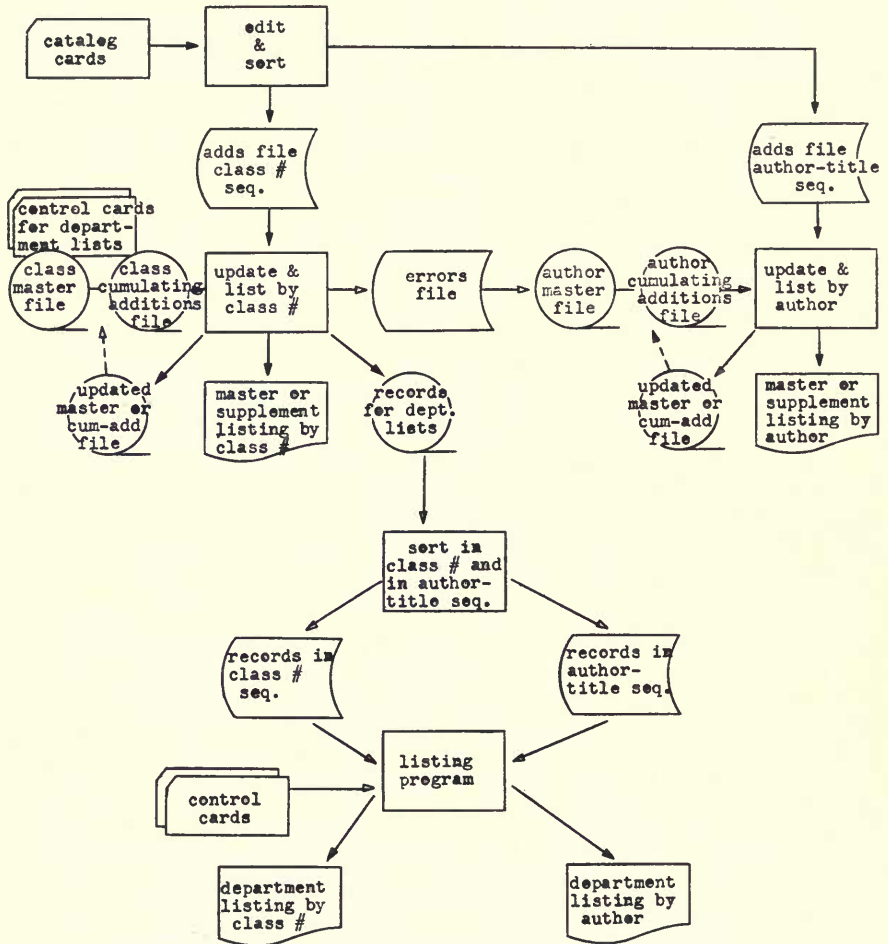 catalog
cards
edit
&
sort
adds file
class #
seq.
adds file
author-title
seq.
control cards
for depart-
ment lists
class
master
file
class
cumulating
additions
file
update &
list by
class #
errors
file
author
master
file
author
cumulating
additions
file
update &
list by
author
updated
master or
cum-add
file
master or
supplement
listing by
class #
records
for dept.
lists
updated
master or
cum-add
file
master or
supplement
listing by
author
sort in
class # and
in author-
title seq.
records in
class #
seq.
records in
author-
title seq.
listing
program
control
cards
department
listing by
class #
department
listing by
author